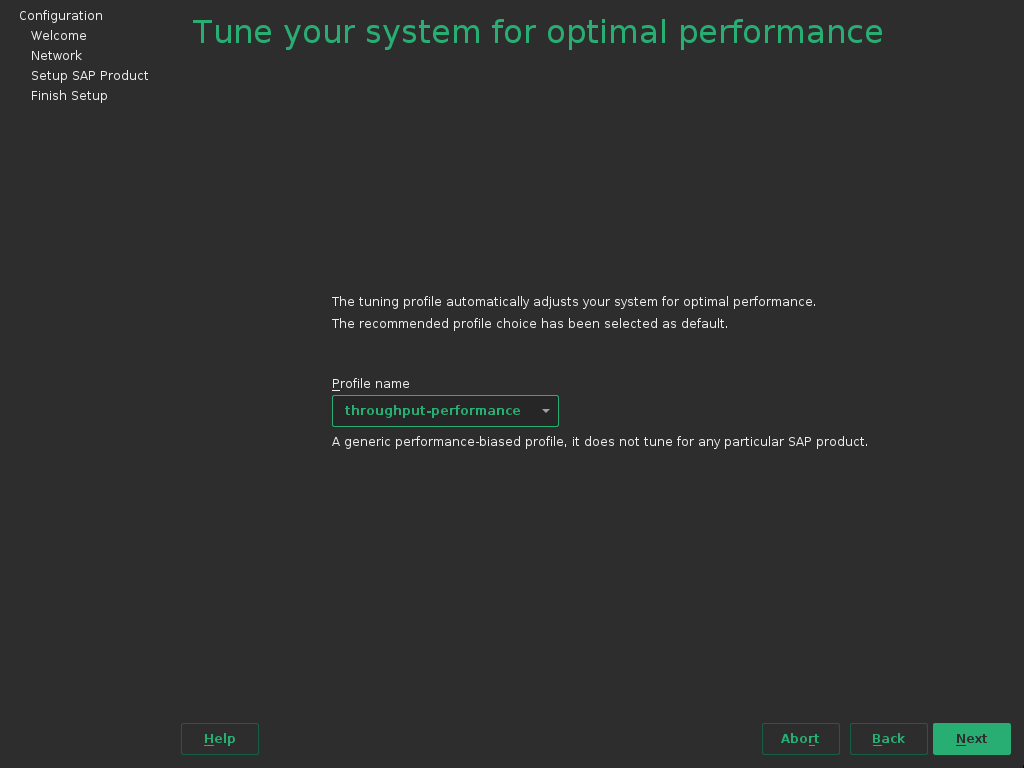 Configuration
Welcome
Network
Setup SAP Product
Finish Setup
Tune your system for optimal performance
The tuning profile automatically adjusts your system for optimal performance.
The recommended profile choice has been selected as default.
Profile name
throughput-performance
A generic performance-biased profile, it does not tune for any particular SAP product.
Help
Abort
Back
Next